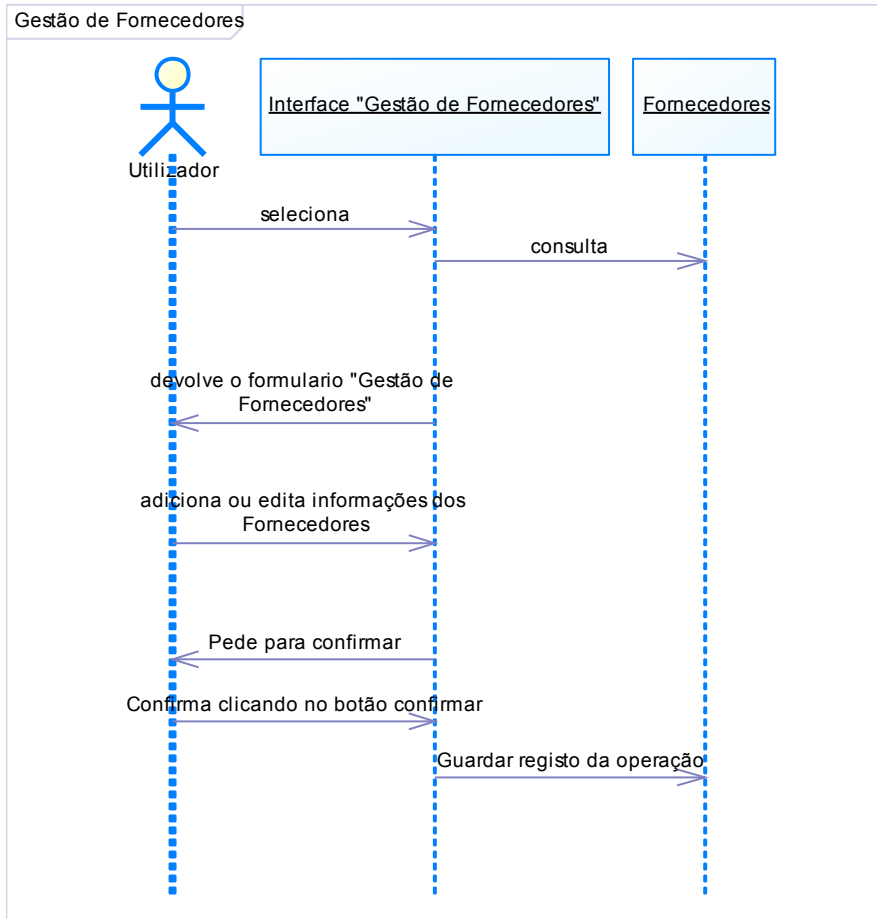 Gestão de Fornecedores
Interface "Gestão de Fornecedores"
Fornecedores
Utilizador
seleciona
consulta
devolve o formulario "Gestão de
Fornecedores"
adiciona ou edita informações dos
Fornecedores
Pede para confirmar
Confirma clicando no botão confirmar
Guardar registo da operação